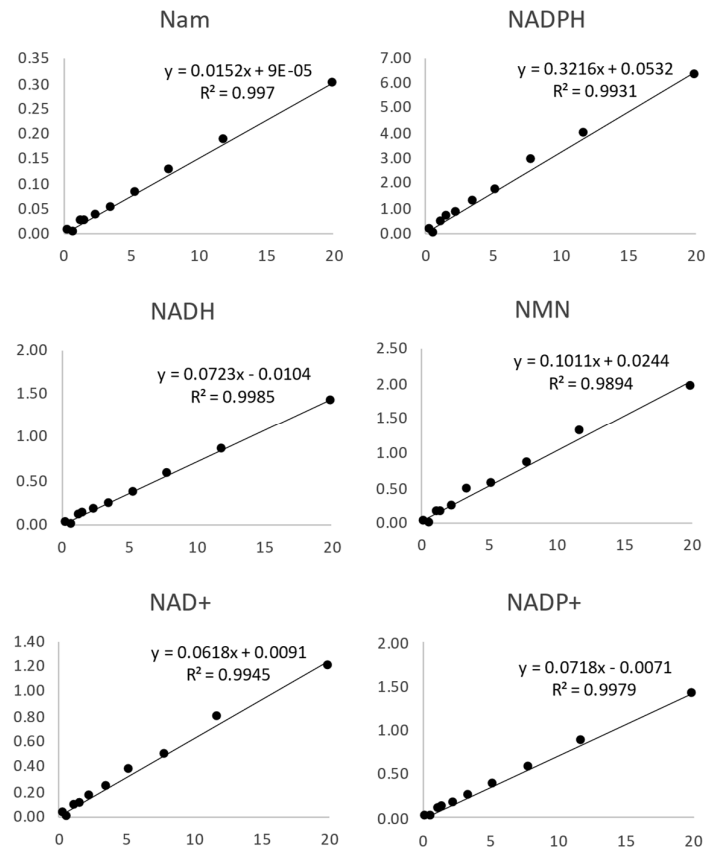 Nam
0.35
0.30
0.25
0.20
0.15
0.10
0.05
0.00
y = 0.0152x + 9E-05
R² = 0.997
0 5 10 15 20
NADPH
7.00
6.00
5.00
4.00
3.00
2.00
1.00
0.00
y = 0.3216x + 0.0532
R² = 0.9931
0 5 10 15 20
NADH
2.00
1.50
1.00
0.50
0.00
y = 0.0723x - 0.0104
R² = 0.9985
0 5 10 15 20
NMN
2.50
2.00
1.50
1.00
0.50
0.00
y = 0.1011x + 0.0244
R² = 0.9894
0 5 10 15 20
NAD+
1.40
1.20
1.00
0.80
0.60
0.40
0.20
0.00
y = 0.0618x + 0.0091
R² = 0.9945
0 5 10 15 20
NADP+
2.00
1.50
1.00
0.50
0.00
y = 0.0718x - 0.0071
R² = 0.9979
0 5 10 15 20